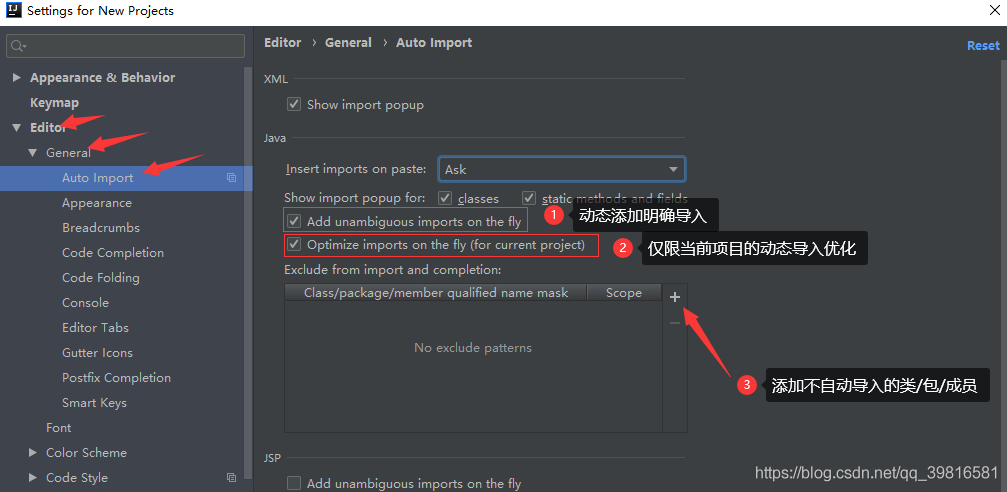 Settings for New Projects
Appearance & Behavior
Keymap
Editor
General
Auto Import
Appearance
Breadcrumbs
Code Completion
Code Folding
Console
Editor Tabs
Gutter Icons
Postfix Completion
Smart Keys
Font
Color Scheme
Code Style
Editor › General › Auto Import
Reset
XML
Show import popup
Java
Insert imports on paste: Ask
Show import popup for: classes static methods and fields
Add unambiguous imports on the fly
1 动态添加明确导入
Optimize imports on the fly (for current project)
2 仅限当前项目的动态导入优化
Exclude from import and completion:
Class/package/member qualified name mask Scope
No exclude patterns
3 添加不自动导入的类/包/成员
JSP
Add unambiguous imports on the fly
https://blog.csdn.net/qq_39816581